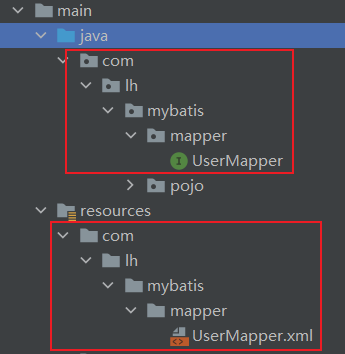 main
java
com
lh
mybatis
mapper
UserMapper
pojo
resources
com
lh
mybatis
mapper
UserMapper.xml